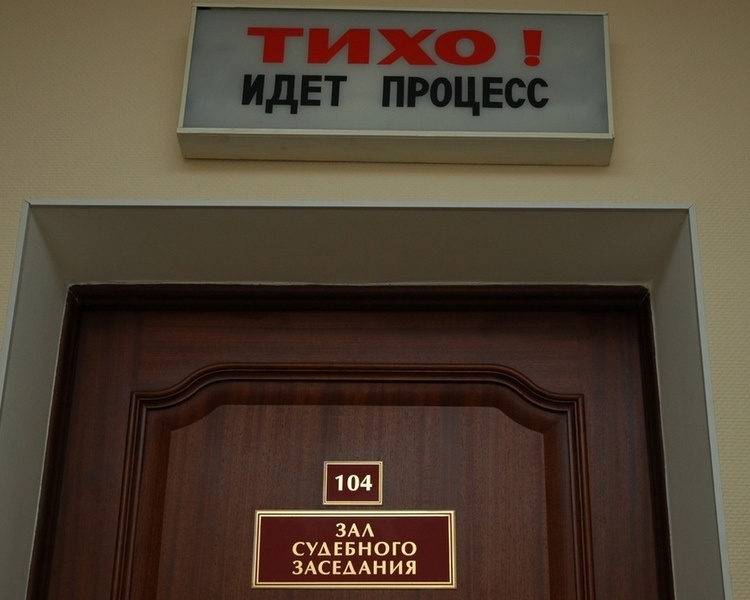 ТИХО!
ИДЕТ ПРОЦЕСС
104
ЗАЛ
СУДЕБНОГО
ЗАСЕДАНИЯ